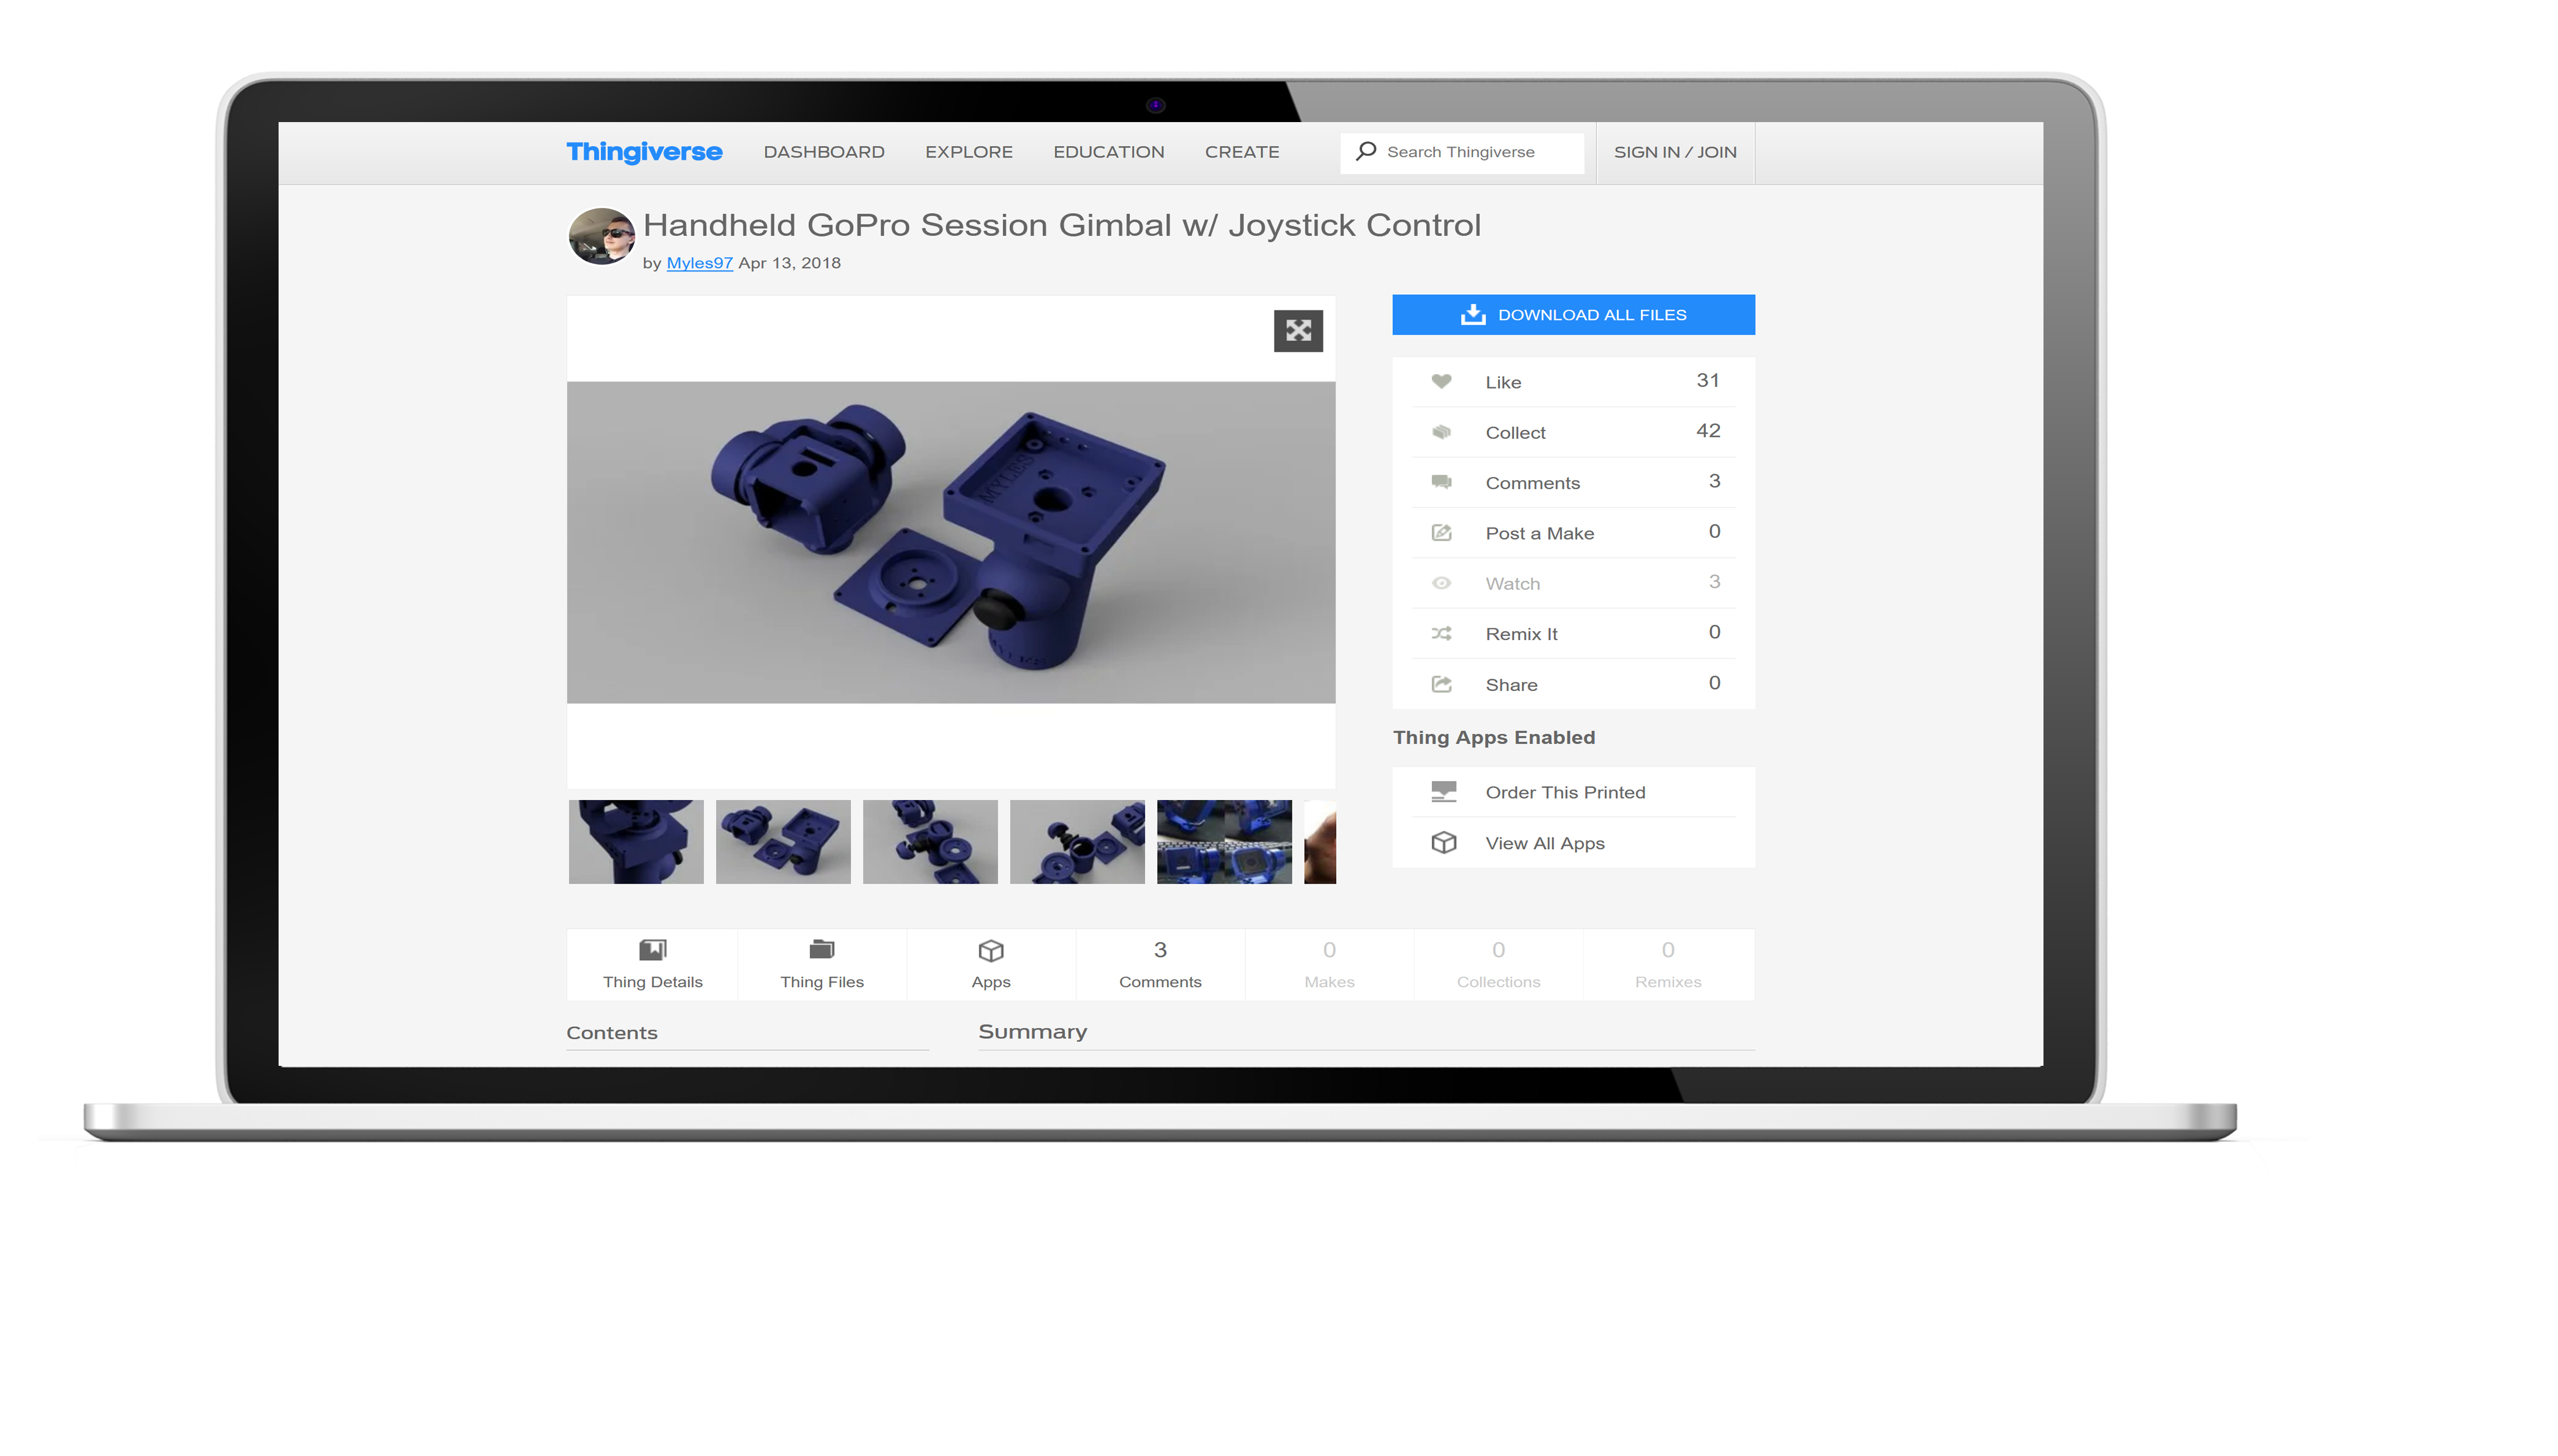 Thingiverse DASHBOARD EXPLORE EDUCATION CREATE Search Thingiverse SIGN IN / JOIN
Handheld GoPro Session Gimbal w/ Joystick Control
by Myles97 Apr 13, 2018
DOWNLOAD ALL FILES
MYLES
Like 31
Collect 42
Comments 3
Post a Make 0
Watch 3
Remix It 0
Share 0
Thing Apps Enabled
Order This Printed
View All Apps
3 0 0 0
Thing Details Thing Files Apps Comments Makes Collections Remixes
Contents Summary